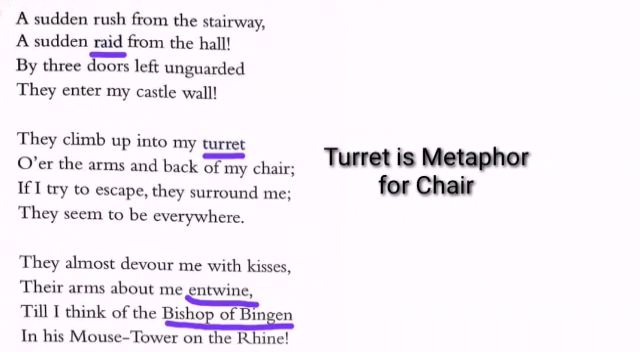 A sudden rush from the stairway,
A sudden raid from the hall!
By three doors left unguarded
They enter my castle wall!
They climb up into my turret
O'er the arms and back of my chair;
If I try to escape, they surround me;
They seem to be everywhere.
They almost devour me with kisses,
Their arms about me entwine,
Till I think of the Bishop of Bingen
In his Mouse-Tower on the Rhine!
Turret is Metaphor
for Chair